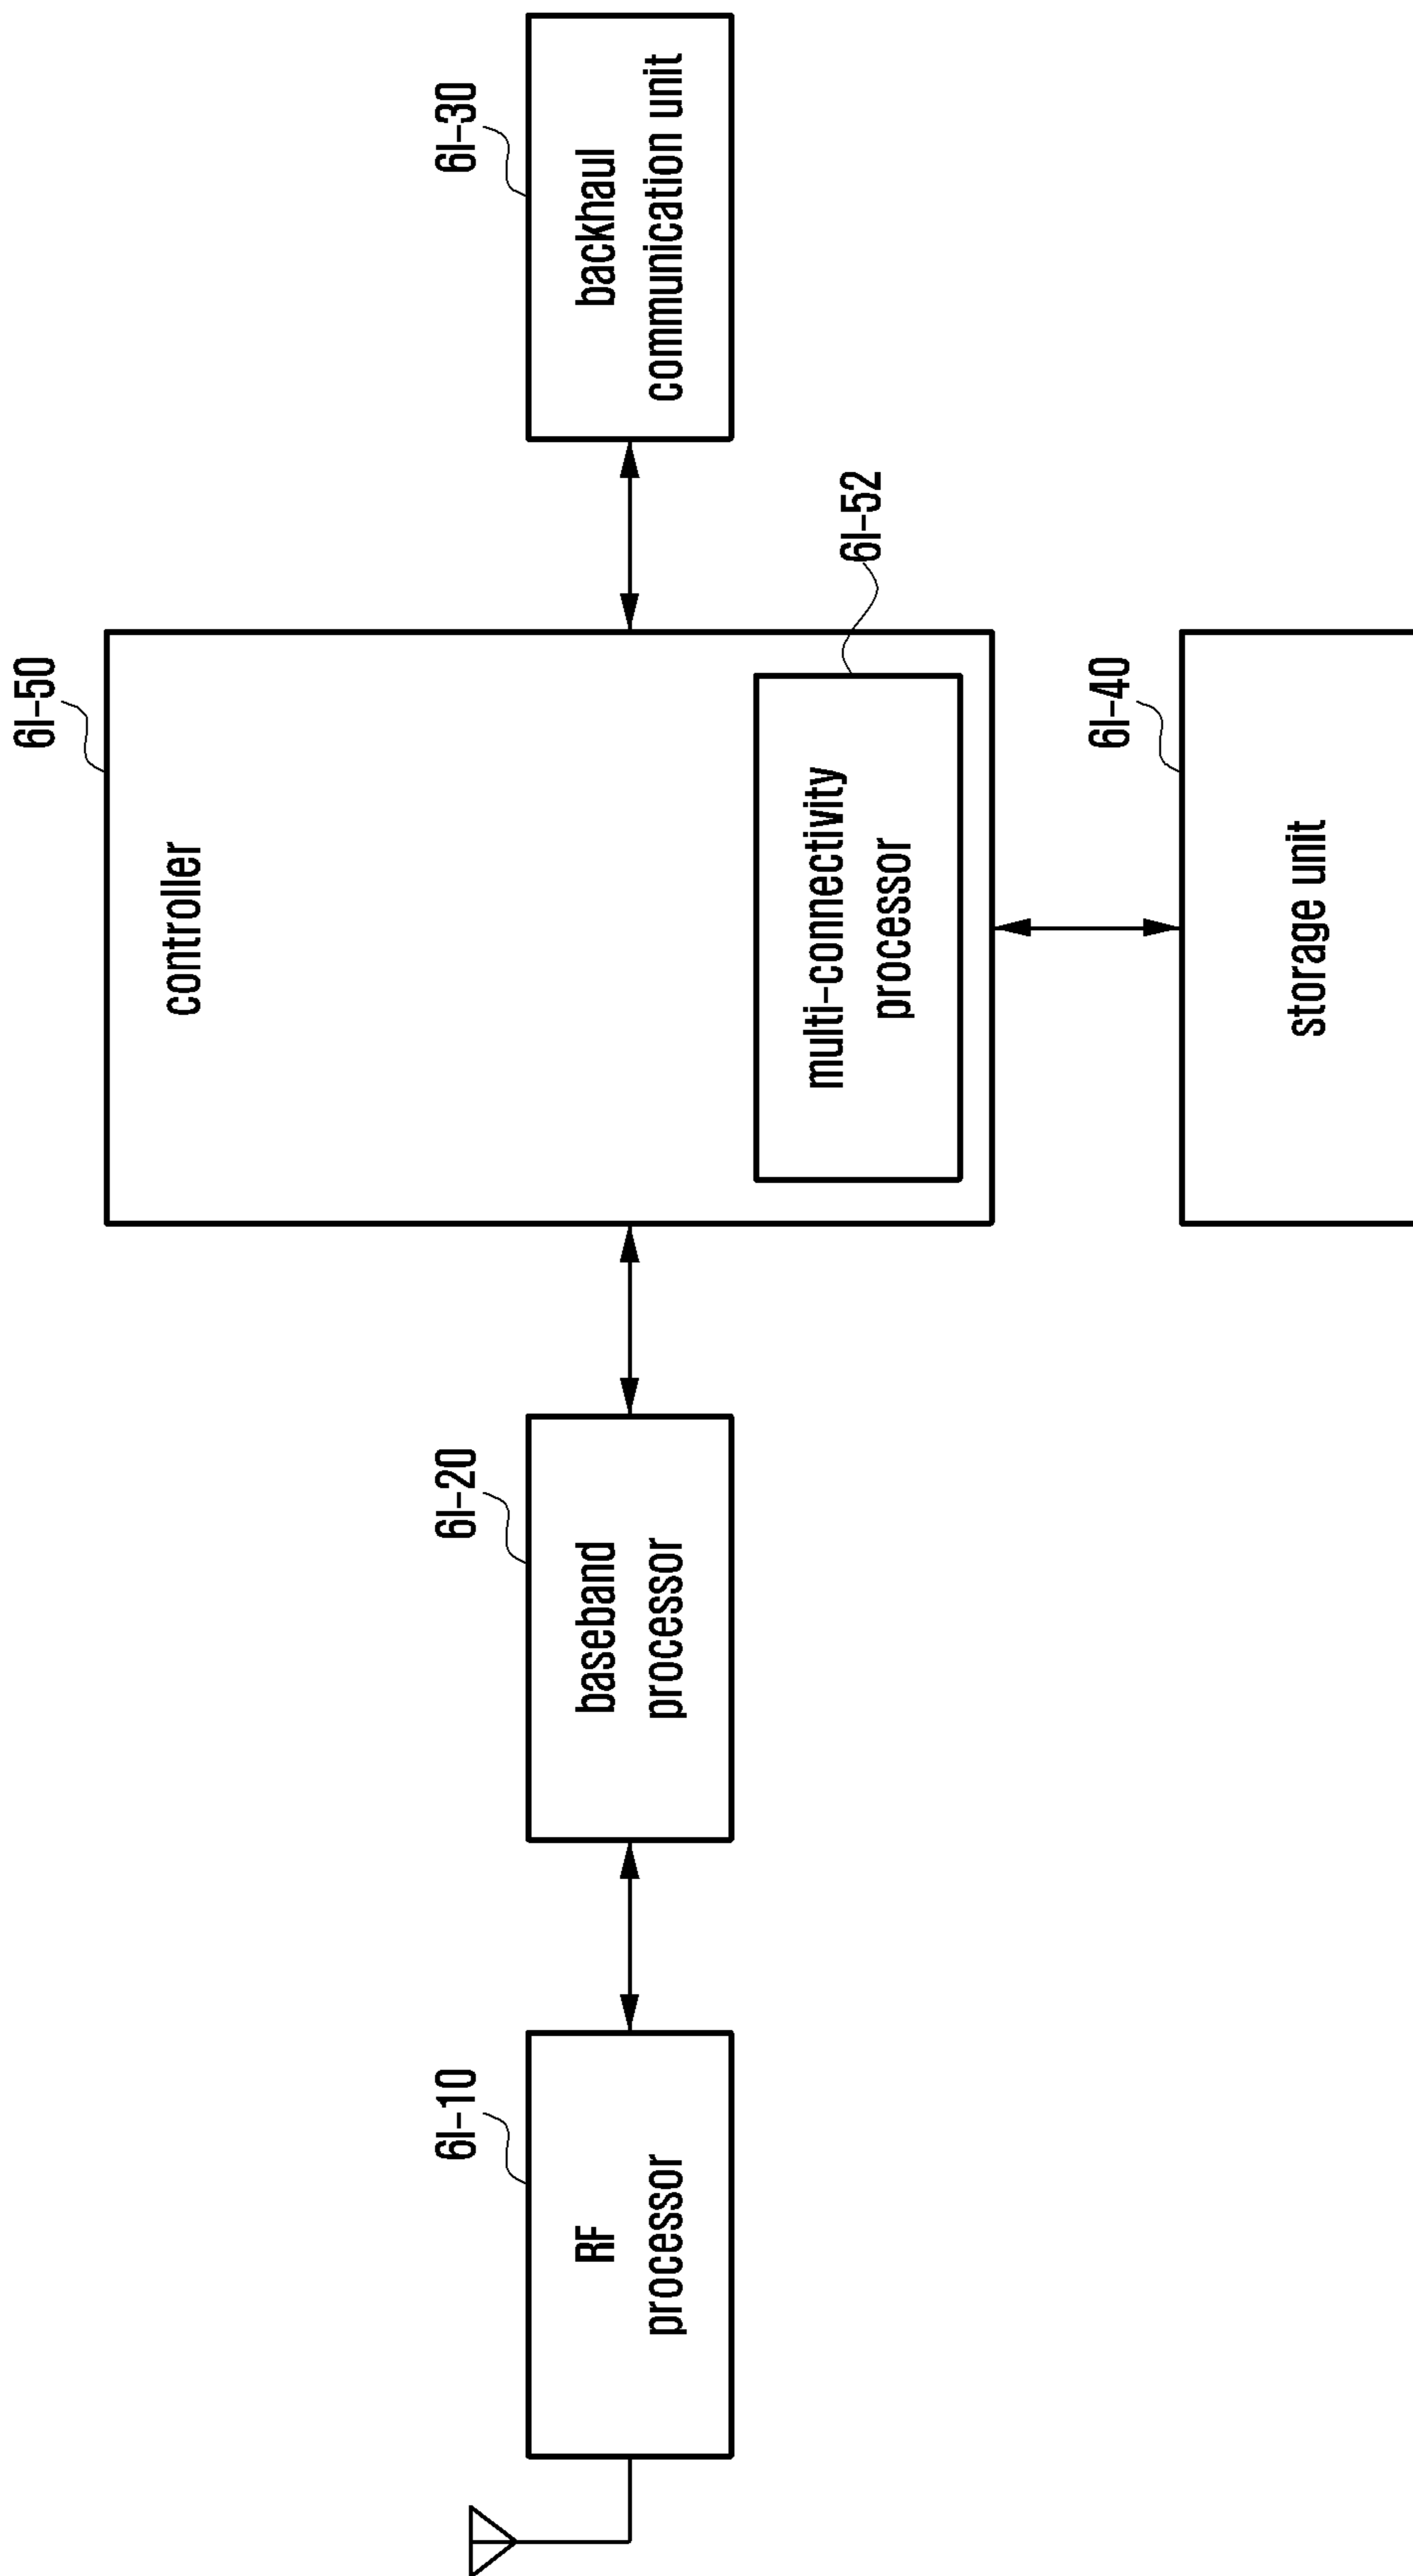 6I-50
controller
6I-10
RF
processor
6I-20
baseband
processor
6I-30
backhaul
communication unit
6I-52
multi-connectivity
processor
6I-40
storage unit